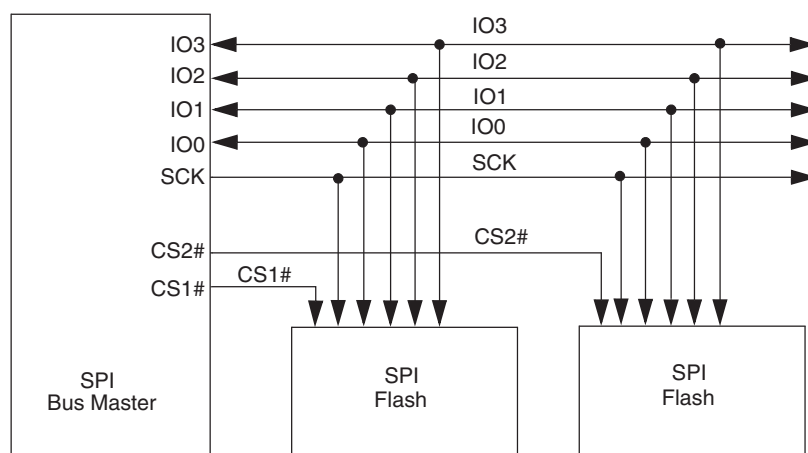 IO3
IO3
IO2
IO2
IO1
IO1
IO0
IO0
SCK
SCK
CS2#
CS2#
CS1#
CS1#
SPI
Bus Master
SPI
Flash
SPI
Flash